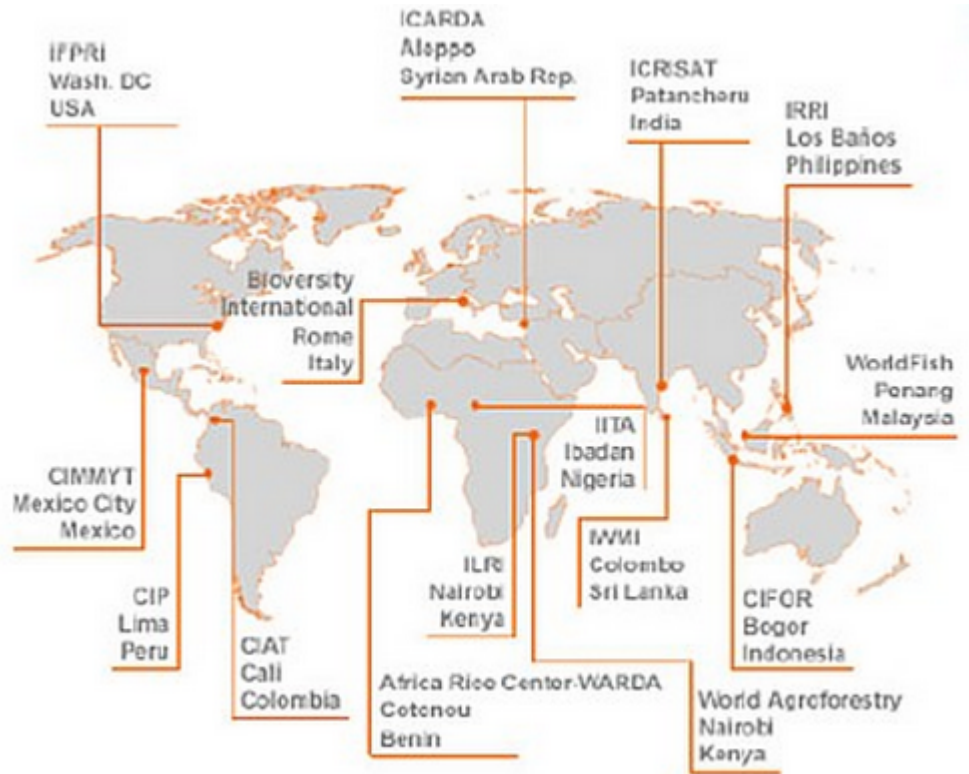 ICARDA
Aleppo
Syrian Arab Rep.
IFPRI
Wash. DC
USA
ICRISAT
Patancheru
India
IRRI
Los Baños
Philippines
Bioversity
International
Rome
Italy
WorldFish
Penang
Malaysia
IITA
Ibadan
Nigeria
CIMMYT
Mexico City
Mexico
IWMI
Colombo
Sri Lanka
ILRI
Nairobi
Kenya
CIP
Lima
Peru
CIFOR
Bogor
Indonesia
CIAT
Cali
Colombia
Africa Rice Center-WARDA
Cotonou
Benin
World Agroforestry
Nairobi
Kenya